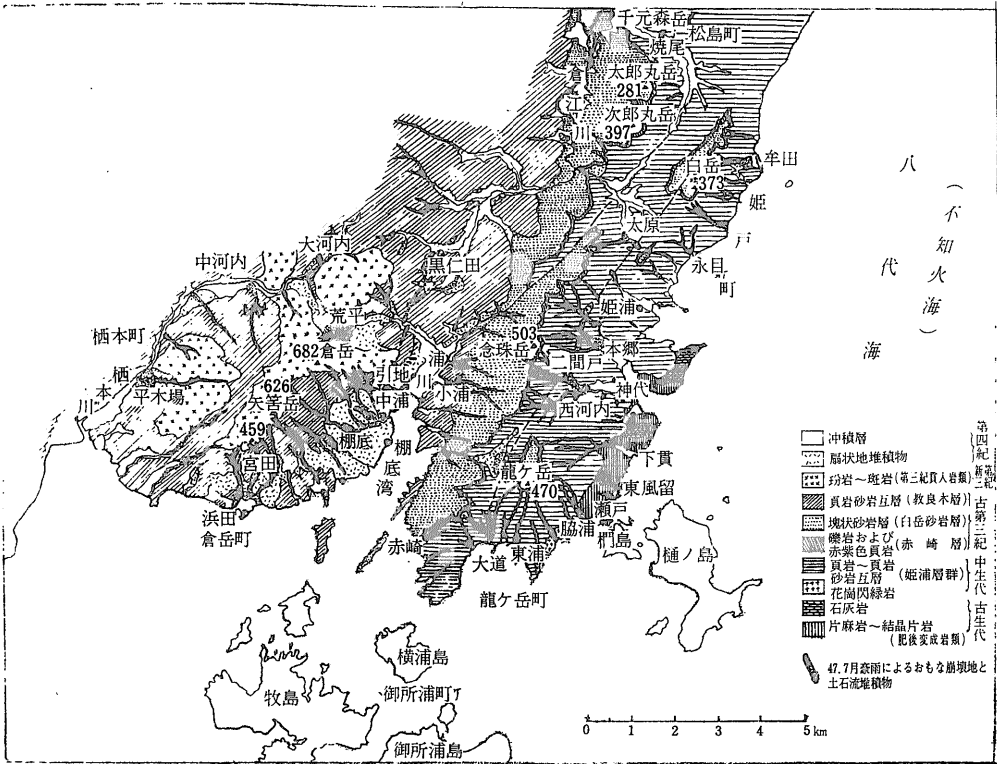 千元森岳
松島町
焼尾
倉江川
太郎丸岳
281
次郎丸岳
397
白岳
373
牟田
姫戸町
太原
永目
八代海
(不知火海)
大河内
中河内
黒仁田
栖本町
荒平
姫浦
682 倉岳
503
念珠岳
本郷
間戸
浦川
引地
小浦
神代
栖本川
平木場
626
矢筈岳
中浦
西河内
459
棚底
棚底湾
下貫
宮田
龍ケ岳
470
東風留
瀬戸
浜田
倉岳町
赤崎
脇浦
椚島
樋ノ島
大道
東浦
龍ケ岳町
横浦島
牧島
御所浦町
御所浦島
冲積層
扇状地堆積物
第四紀
玢岩~斑岩(第三紀貫入岩類)
新第三紀
頁岩砂岩互層(教良木層)
塊状砂岩層(白岳砂岩層)
礫岩および
赤紫色頁岩(赤崎層)
古第三紀
頁岩~頁岩
砂岩互層(姫浦層群)
中生代
花崗閃緑岩
石灰岩
片麻岩~結晶片岩
(肥後変成岩類)
古生代
47.7月豪雨によるおもな崩壊地と
土石流堆積物
0 1 2 3 4 5 km